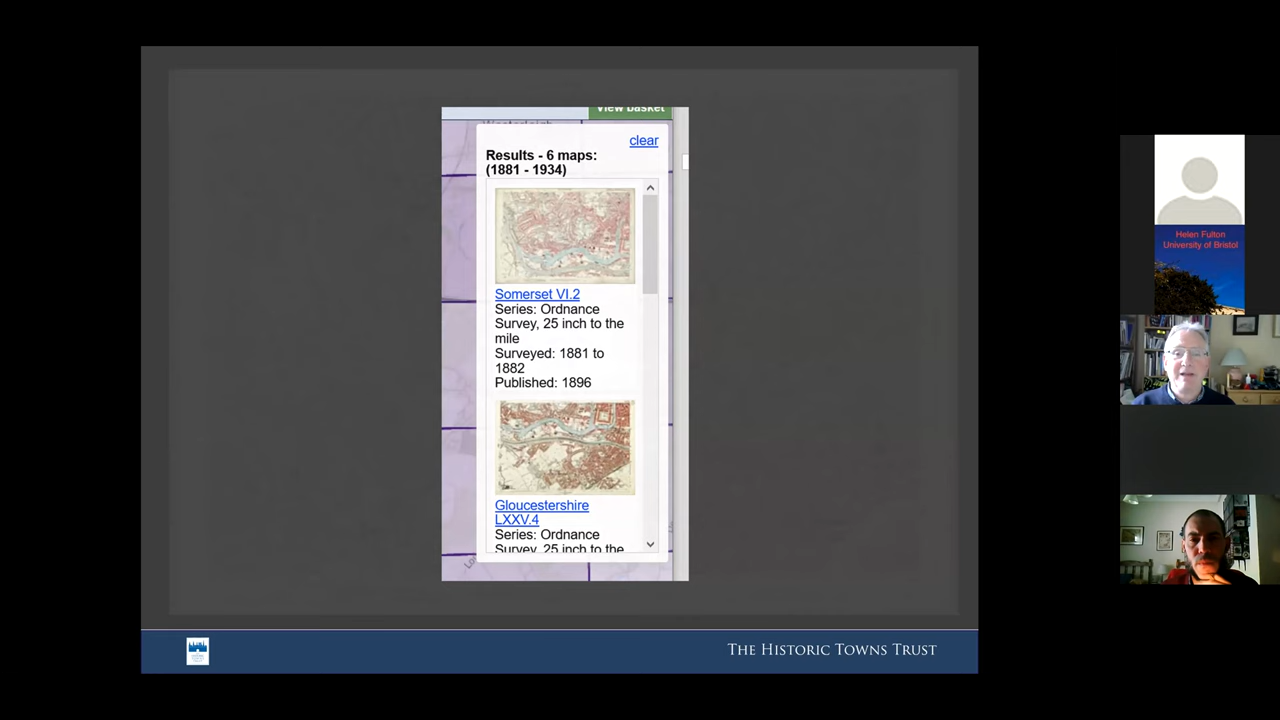 View basket
clear
Results - 6 maps:
(1881 - 1934)
Somerset VI.2
Series: Ordnance
Survey, 25 inch to the
mile
Surveyed: 1881 to
1882
Published: 1896
Gloucestershire
LXXV.4
Series: Ordnance
Survey, 25 inch to the
THE HISTORIC TOWNS TRUST
Helen Fulton
University of Bristol